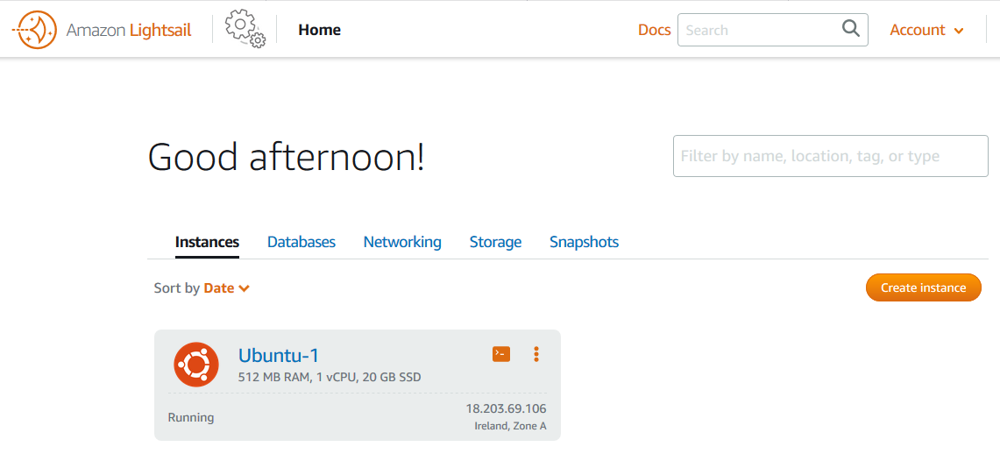 Amazon Lightsail Home Docs Search Account
Good afternoon!
Filter by name, location, tag, or type
Instances Databases Networking Storage Snapshots
Sort by Date
Create instance
Ubuntu-1
512 MB RAM, 1 vCPU, 20 GB SSD
Running
18.203.69.106
Ireland, Zone A